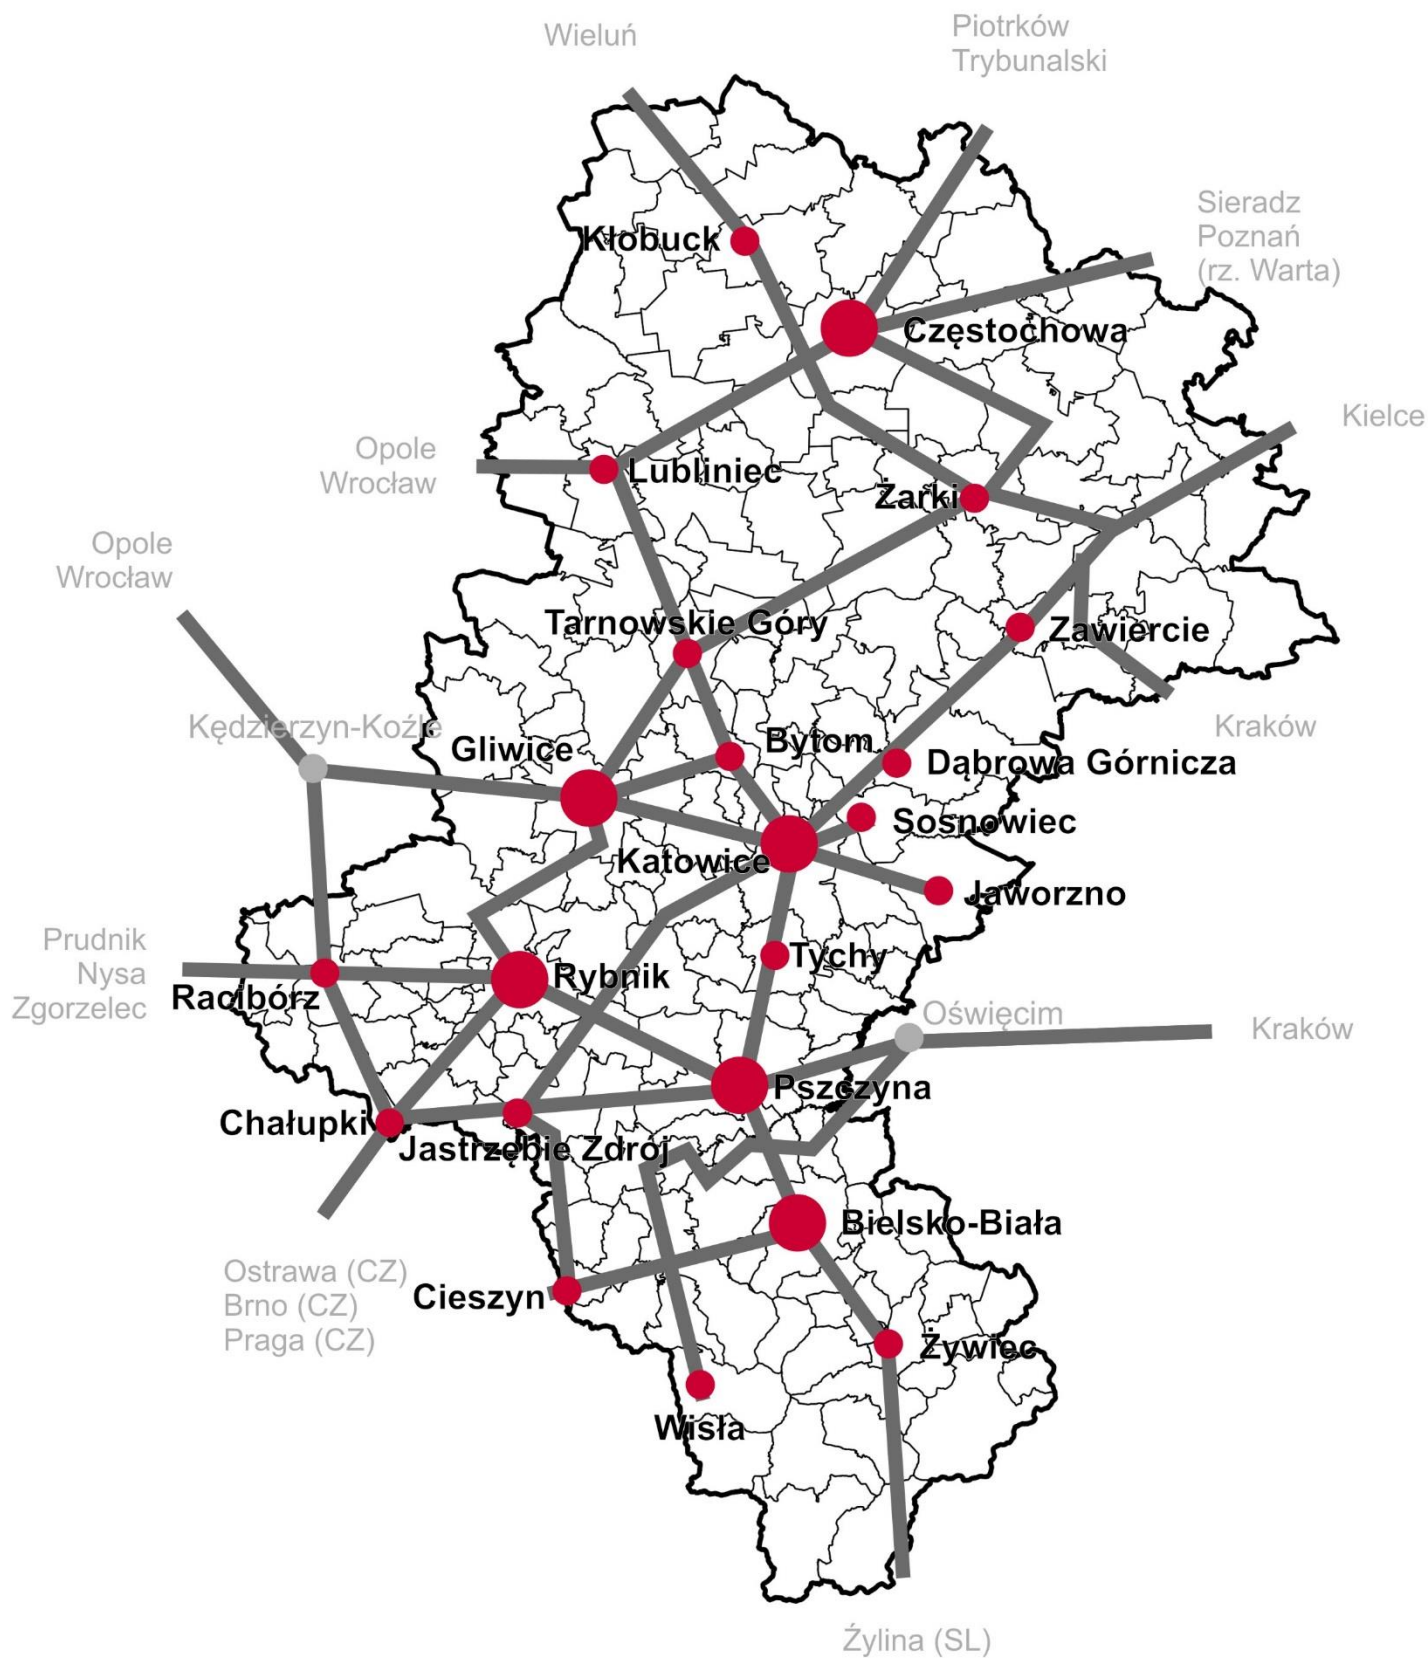 Wieluń
Piotrków
Trybunalski
Sieradz
Poznań
(rz. Warta)
Kłobuck
Częstochowa
Kielce
Opole
Wrocław
Lubliniec
Żarki
Opole
Wrocław
Tarnowskie Góry
Zawiercie
Kędzierzyn-Koźle
Kraków
Gliwice
Bytom
Dąbrowa Górnicza
Sosnowiec
Katowice
Jaworzno
Prudnik
Nysa
Zgorzelec
Tychy
Rybnik
Racibórz
Oświęcim
Kraków
Pszczyna
Chałupki
Jastrzębie Zdrój
Bielsko-Biała
Ostrawa (CZ)
Brno (CZ)
Praga (CZ)
Cieszyn
Żywiec
Wisła
Źylina (SL)